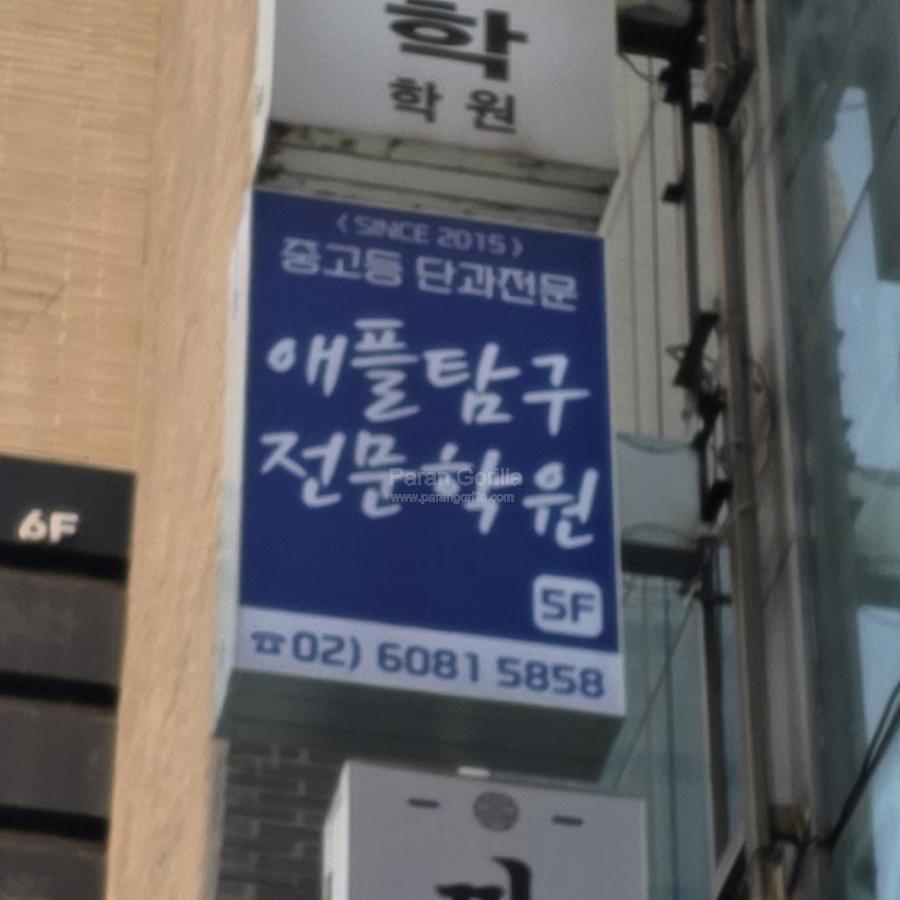 학
학원
< SINCE 2015 >
중고등 단과전문
애플탐구
전문학원
Paran Gorilla
www.parangorilla.com
6F
5F
☎02) 6081 5858